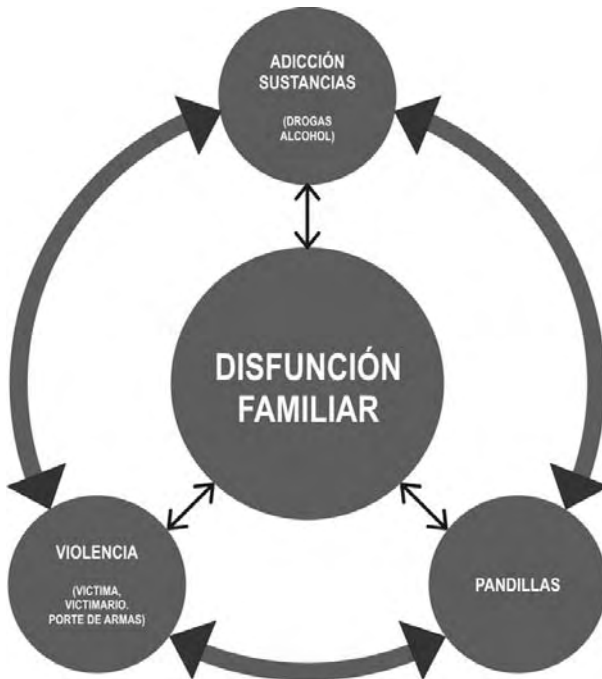 ADICCIÓN
SUSTANCIAS
(DROGAS
ALCOHOL)
DISFUNCIÓN
FAMILIAR
VIOLENCIA
(VICTIMA,
VICTIMARIO.
PORTE DE ARMAS)
PANDILLAS